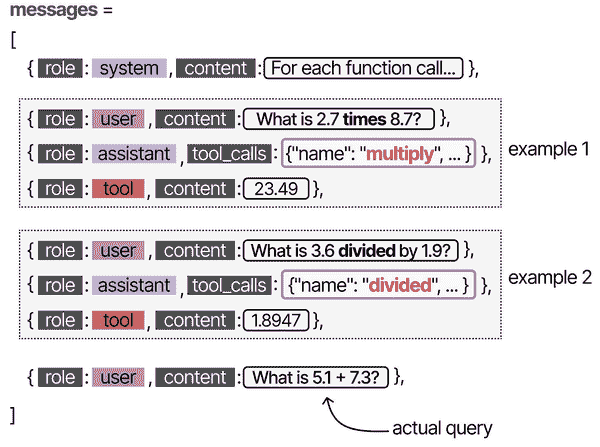 messages =
[
{ role : system , content : For each function call... },
{ role : user , content : What is 2.7 times 8.7? },
{ role : assistant , tool_calls : {"name": "multiply", ... } },
example 1
{ role : tool , content : 23.49 },
{ role : user , content : What is 3.6 divided by 1.9? },
{ role : assistant , tool_calls : {"name": "divided", ... } },
example 2
{ role : tool , content : 1.8947 },
{ role : user , content : What is 5.1 + 7.3? },
]
actual query